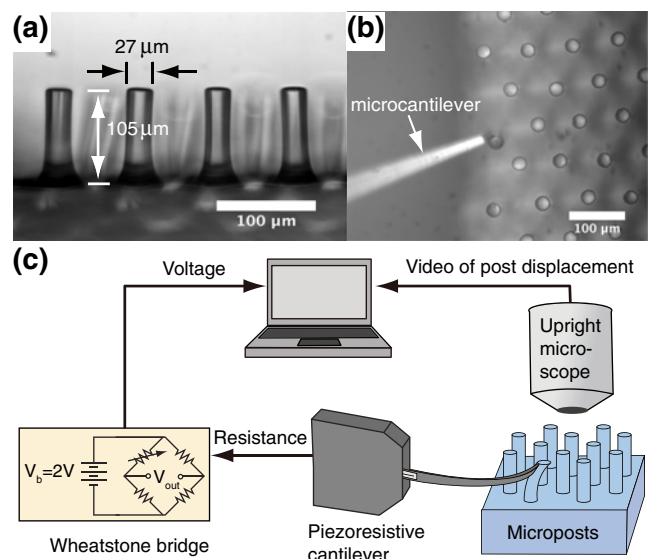 (a)
27 μm
105 μm
100 μm
(b)
microcantilever
100 μm
(c)
Voltage
Video of post displacement
Upright
micro-
scope
Resistance
V_b=2V
V_out
Wheatstone bridge
Piezoresistive
cantilever
Microposts